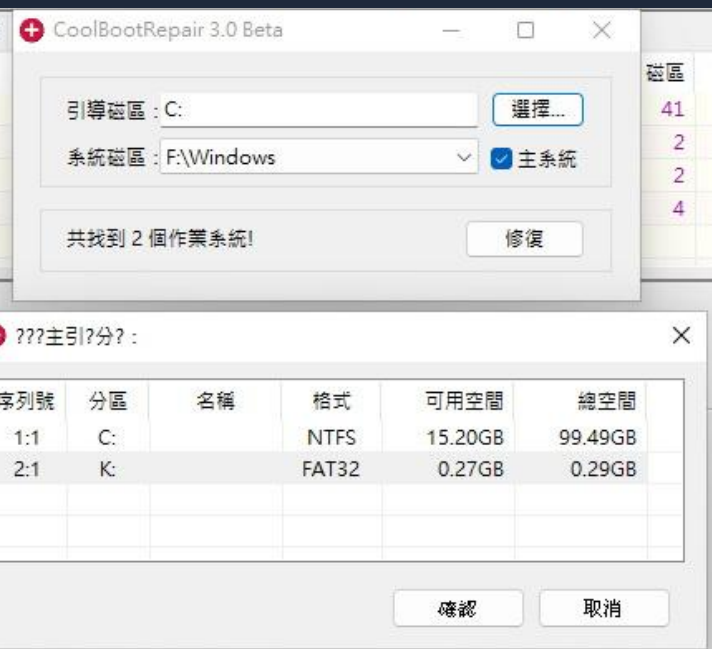 CoolBootRepair 3.0 Beta
磁區
引導磁區 : C: 選擇... 41
系統磁區 : F:\Windows 主系統 2
2
4
共找到 2 個作業系統! 修復
???主引?分? :
序列號 分區 名稱 格式 可用空間 總空間
1:1 C: NTFS 15.20GB 99.49GB
2:1 K: FAT32 0.27GB 0.29GB
確認 取消